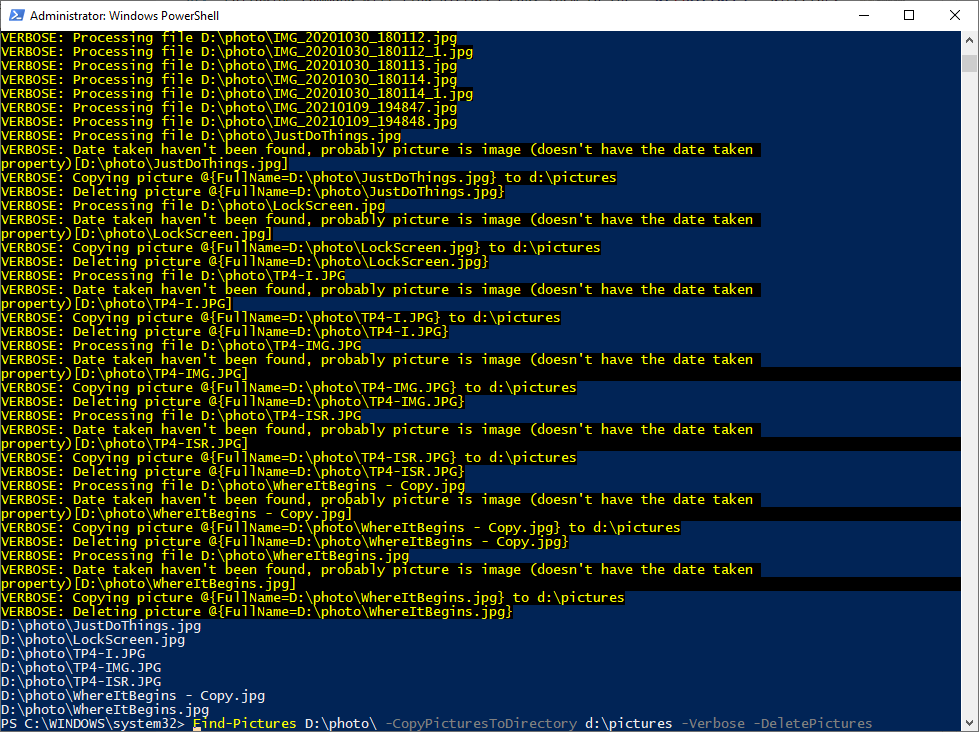 Administrator: Windows PowerShell
VERBOSE: Processing file D:\photo\IMG_20201030_180112.jpg
VERBOSE: Processing file D:\photo\IMG_20201030_180112_1.jpg
VERBOSE: Processing file D:\photo\IMG_20201030_180113.jpg
VERBOSE: Processing file D:\photo\IMG_20201030_180114.jpg
VERBOSE: Processing file D:\photo\IMG_20201030_180114_1.jpg
VERBOSE: Processing file D:\photo\IMG_20210109_194847.jpg
VERBOSE: Processing file D:\photo\IMG_20210109_194848.jpg
VERBOSE: Processing file D:\photo\JustDoThings.jpg
VERBOSE: Date taken haven't been found, probably picture is image (doesn't have the date taken
property)[D:\photo\JustDoThings.jpg]
VERBOSE: Copying picture @{FullName=D:\photo\JustDoThings.jpg} to d:\pictures
VERBOSE: Deleting picture @{FullName=D:\photo\JustDoThings.jpg}
VERBOSE: Processing file D:\photo\LockScreen.jpg
VERBOSE: Date taken haven't been found, probably picture is image (doesn't have the date taken
property)[D:\photo\LockScreen.jpg]
VERBOSE: Copying picture @{FullName=D:\photo\LockScreen.jpg} to d:\pictures
VERBOSE: Deleting picture @{FullName=D:\photo\LockScreen.jpg}
VERBOSE: Processing file D:\photo\TP4-I.JPG
VERBOSE: Date taken haven't been found, probably picture is image (doesn't have the date taken
property)[D:\photo\TP4-I.JPG]
VERBOSE: Copying picture @{FullName=D:\photo\TP4-I.JPG} to d:\pictures
VERBOSE: Deleting picture @{FullName=D:\photo\TP4-I.JPG}
VERBOSE: Processing file D:\photo\TP4-IMG.JPG
VERBOSE: Date taken haven't been found, probably picture is image (doesn't have the date taken
property)[D:\photo\TP4-IMG.JPG]
VERBOSE: Copying picture @{FullName=D:\photo\TP4-IMG.JPG} to d:\pictures
VERBOSE: Deleting picture @{FullName=D:\photo\TP4-IMG.JPG}
VERBOSE: Processing file D:\photo\TP4-ISR.JPG
VERBOSE: Date taken haven't been found, probably picture is image (doesn't have the date taken
property)[D:\photo\TP4-ISR.JPG]
VERBOSE: Copying picture @{FullName=D:\photo\TP4-ISR.JPG} to d:\pictures
VERBOSE: Deleting picture @{FullName=D:\photo\TP4-ISR.JPG}
VERBOSE: Processing file D:\photo\WhereItBegins - Copy.jpg
VERBOSE: Date taken haven't been found, probably picture is image (doesn't have the date taken
property)[D:\photo\WhereItBegins - Copy.jpg]
VERBOSE: Copying picture @{FullName=D:\photo\WhereItBegins - Copy.jpg} to d:\pictures
VERBOSE: Deleting picture @{FullName=D:\photo\WhereItBegins - Copy.jpg}
VERBOSE: Processing file D:\photo\WhereItBegins.jpg
VERBOSE: Date taken haven't been found, probably picture is image (doesn't have the date taken
property)[D:\photo\WhereItBegins.jpg]
VERBOSE: Copying picture @{FullName=D:\photo\WhereItBegins.jpg} to d:\pictures
VERBOSE: Deleting picture @{FullName=D:\photo\WhereItBegins.jpg}
D:\photo\JustDoThings.jpg
D:\photo\LockScreen.jpg
D:\photo\TP4-I.JPG
D:\photo\TP4-IMG.JPG
D:\photo\TP4-ISR.JPG
D:\photo\WhereItBegins - Copy.jpg
D:\photo\WhereItBegins.jpg
PS C:\WINDOWS\system32> Find-Pictures D:\photo\ -CopyPicturesToDirectory d:\pictures -Verbose -DeletePictures